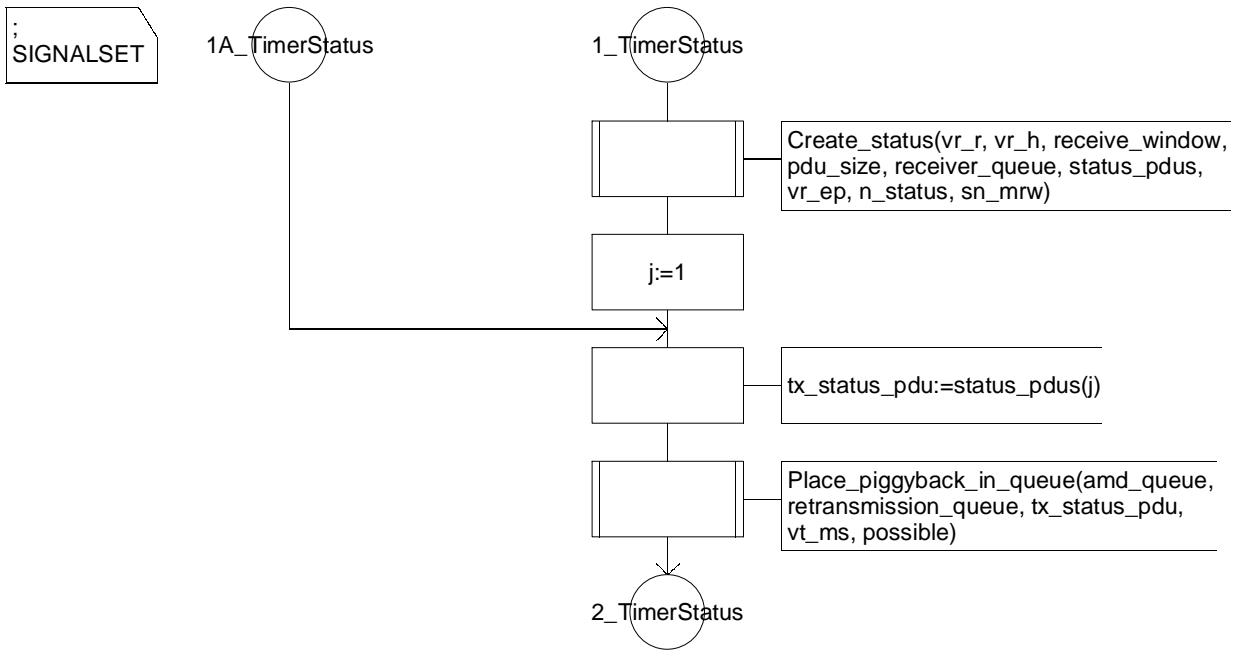 ;
SIGNALSET
1A_TimerStatus
1_TimerStatus
Create_status(vr_r, vr_h, receive_window,
pdu_size, receiver_queue, status_pdus,
vr_ep, n_status, sn_mrw)
j:=1
tx_status_pdu:=status_pdus(j)
Place_piggyback_in_queue(amd_queue,
retransmission_queue, tx_status_pdu,
vt_ms, possible)
2_TimerStatus